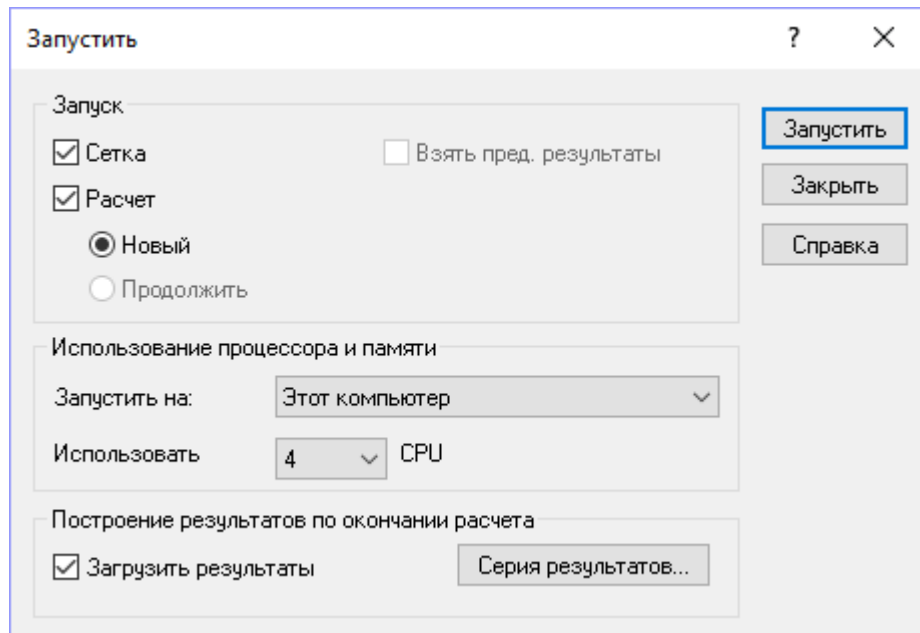 Запустить
?
Запуск
Сетка
Взять пред. результаты
Расчет
Новый
Продолжить
Запустить
Закрыть
Справка
Использование процессора и памяти
Запустить на:
Этот компьютер
Использовать
4
CPU
Построение результатов по окончании расчета
Загрузить результаты
Серия результатов...